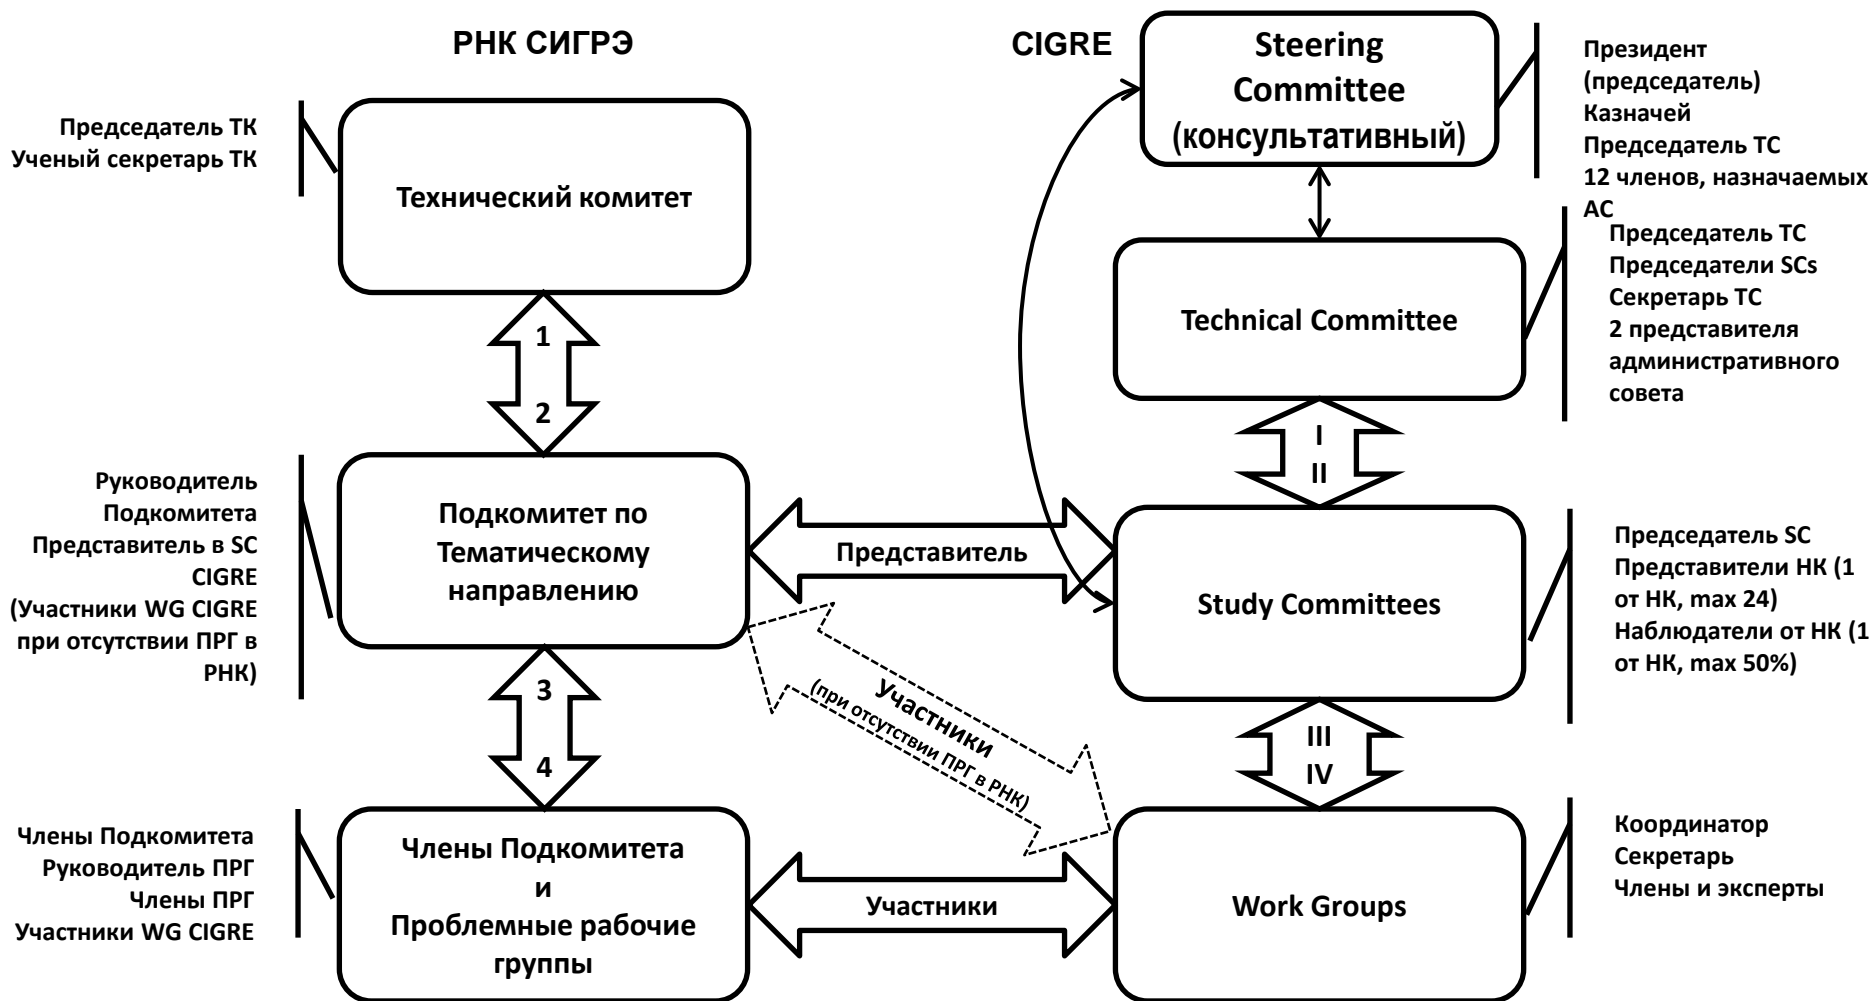 РНК СИГРЭ
CIGRE
Председатель ТК
Ученый секретарь ТК
Технический комитет
1
2
Руководитель
Подкомитета
Представитель в SC
CIGRE
(Участники WG CIGRE
при отсутствии ПРГ в
РНК)
Подкомитет по
Тематическому
направлению
3
4
Члены Подкомитета
Руководитель ПРГ
Члены ПРГ
Участники WG CIGRE
Члены Подкомитета
и
Проблемные рабочие
группы
Представитель
Участники
(при отсутствии ПРГ в РНК)
Участники
Steering
Committee
(консультативный)
Президент
(председатель)
Казначей
Председатель ТС
12 членов, назначаемых
АС
Technical Committee
Председатель ТС
Председатели SCs
Секретарь ТС
2 представителя
административного
совета
I
II
Study Committees
Председатель SC
Представители НК (1
от НК, max 24)
Наблюдатели от НК (1
от НК, max 50%)
III
IV
Work Groups
Координатор
Секретарь
Члены и эксперты